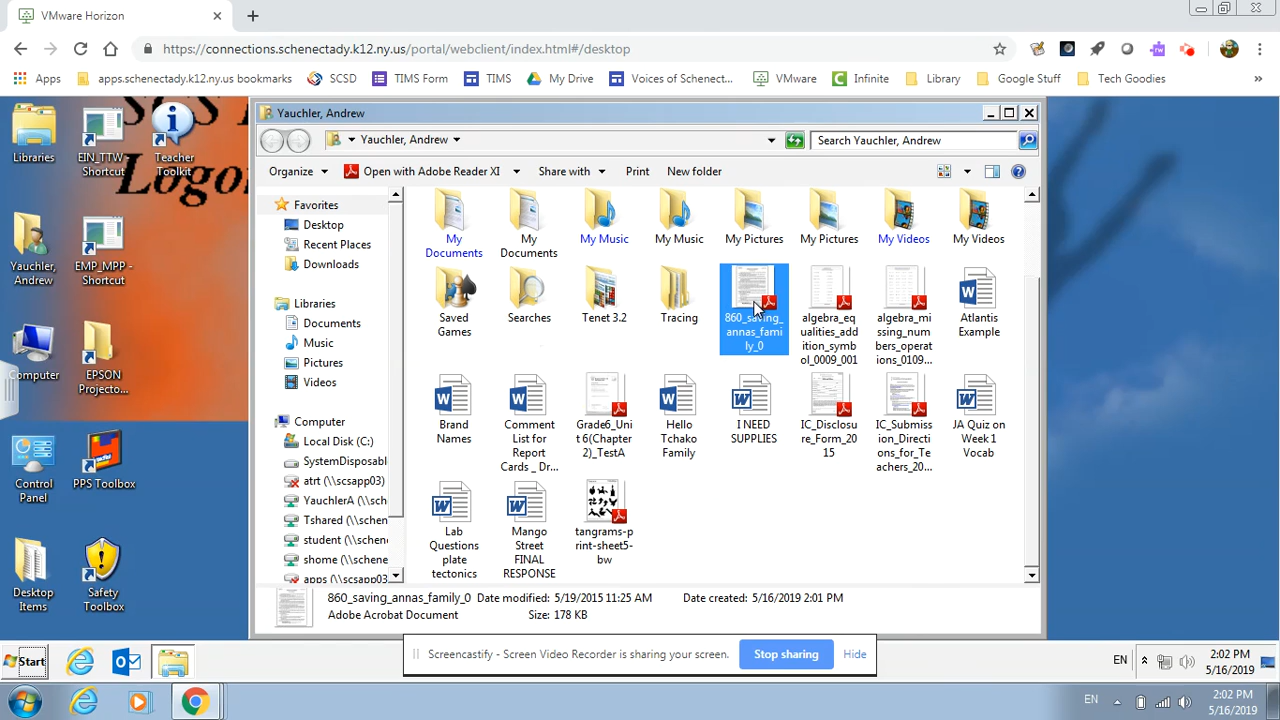 VMware Horizon
https://connections.schenectady.k12.ny.us/portal/webclient/index.html#/desktop
Apps apps.schenectady.k12.ny.us bookmarks SCSD TIMS Form TIMS My Drive Voices of Schenect... VMware Infinite Library Google Stuff Tech Goodies »
SCS D
Logon
Libraries
EIN_TTW - Shortcut
Teacher Toolkit
Yauchler, Andrew
EMP_MPP - Shortcut
Computer
EPSON Projecto...
Control Panel
PPS Toolbox
Desktop Items
Safety Toolbox
Yauchler, Andrew
Yauchler, Andrew
Search Yauchler, Andrew
Organize Open with Adobe Reader XI Share with Print New folder
Favorites
Desktop
Recent Places
Downloads
Libraries
Documents
Music
Pictures
Videos
Computer
Local Disk (C:)
SystemDisposabl
atrt (\\scsapp03)
YauchlerA (\\sche
Tshared (\\schene
student (\\schene
shome (\\schenec
apps (\\scsapp03
My Documents
My Documents
My Music
My Music
My Pictures
My Pictures
My Videos
My Videos
Saved Games
Searches
Tenet 3.2
Tracing
860_saving_annas_family_0
algebra_equalities_addition_symbol_0009_001
algebra_missing_numbers_operations_0109...
Atlantis Example
Brand Names
Comment List for Report Cards _ Dr...
Grade6_Unit 6(Chapter 2)_TestA
Hello Tchako Family
I NEED SUPPLIES
IC_Disclosure_Form_2015
IC_Submission_Directions_for_Teachers_20...
JA Quiz on Week 1 Vocab
Lab Questions plate tectonics
Mango Street FINAL RESPONSE
tangrams-print-sheet5-bw
860_saving_annas_family_0 Date modified: 5/19/2015 11:25 AM Date created: 5/16/2019 2:01 PM
Adobe Acrobat Document Size: 178 KB
Screencastify - Screen Video Recorder is sharing your screen. Stop sharing Hide
Start
EN
2:02 PM
5/16/2019
EN
2:02 PM
5/16/2019